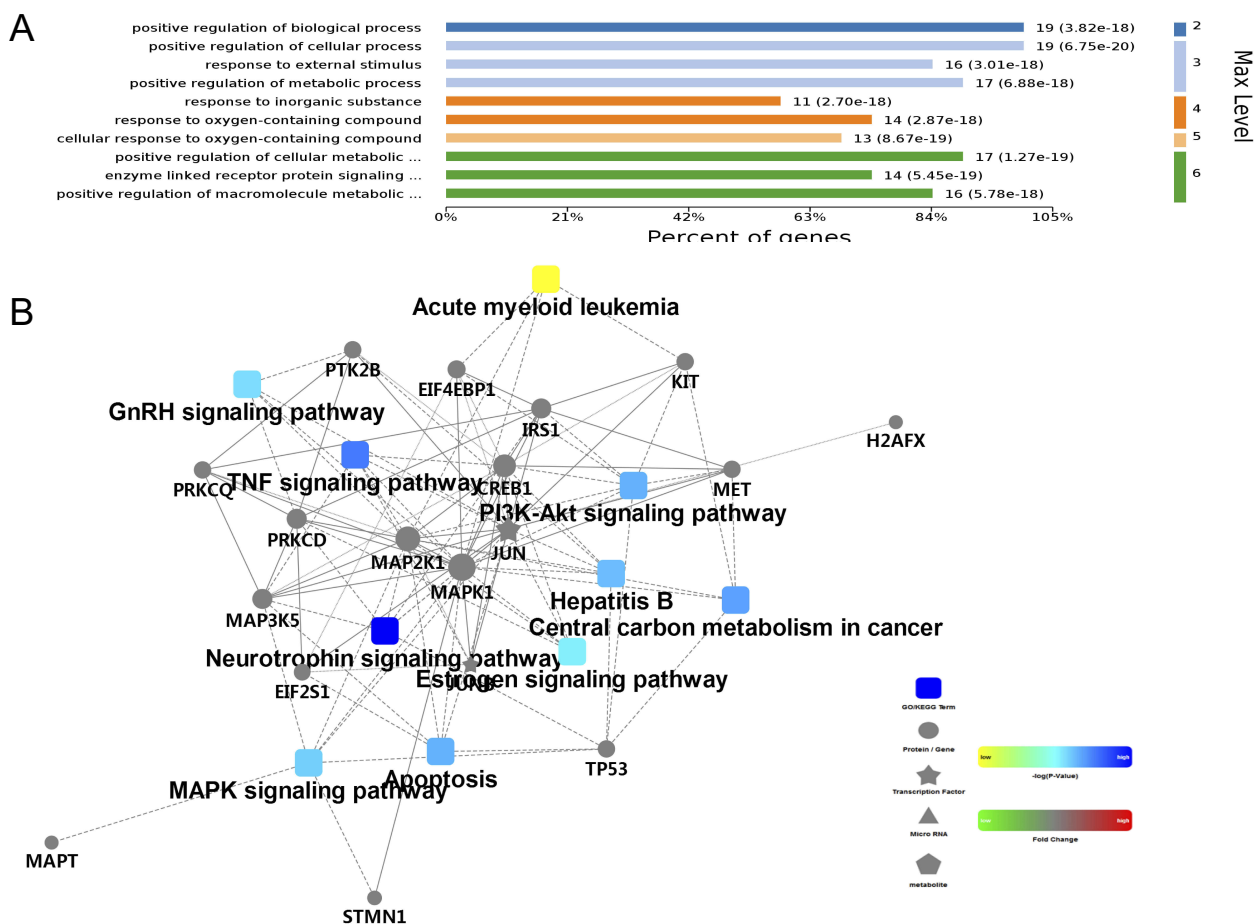 A
positive regulation of biological process 19 (3.82e-18)
positive regulation of cellular process 19 (6.75e-20)
response to external stimulus 16 (3.01e-18)
positive regulation of metabolic process 17 (6.88e-18)
response to inorganic substance 11 (2.70e-18)
response to oxygen-containing compound 14 (2.87e-18)
cellular response to oxygen-containing compound 13 (8.67e-19)
positive regulation of cellular metabolic ... 17 (1.27e-19)
enzyme linked receptor protein signaling ... 14 (5.45e-19)
positive regulation of macromolecule metabolic ... 16 (5.78e-18)
0% 21% 42% 63% 84% 105%
Percent of genes
2
3
4
5
6
Max Level
B
Acute myeloid leukemia
PTK2B
EIF4EBP1
KIT
GnRH signaling pathway
IRS1
H2AFX
PRKCQ
TNF signaling pathway
CREB1
MET
PI3K-Akt signaling pathway
PRKCD
MAP2K1
JUN
MAPK1
Hepatitis B
MAP3K5
Central carbon metabolism in cancer
Neurotrophin signaling pathway
EIF2S1
JUNB
Estrogen signaling pathway
TP53
Apoptosis
MAPK signaling pathway
MAPT
STMN1
GO/KEGG Term
Protein / Gene
Transcription Factor
Micro RNA
metabolite
low high
-log(P-Value)
low high
Fold Change